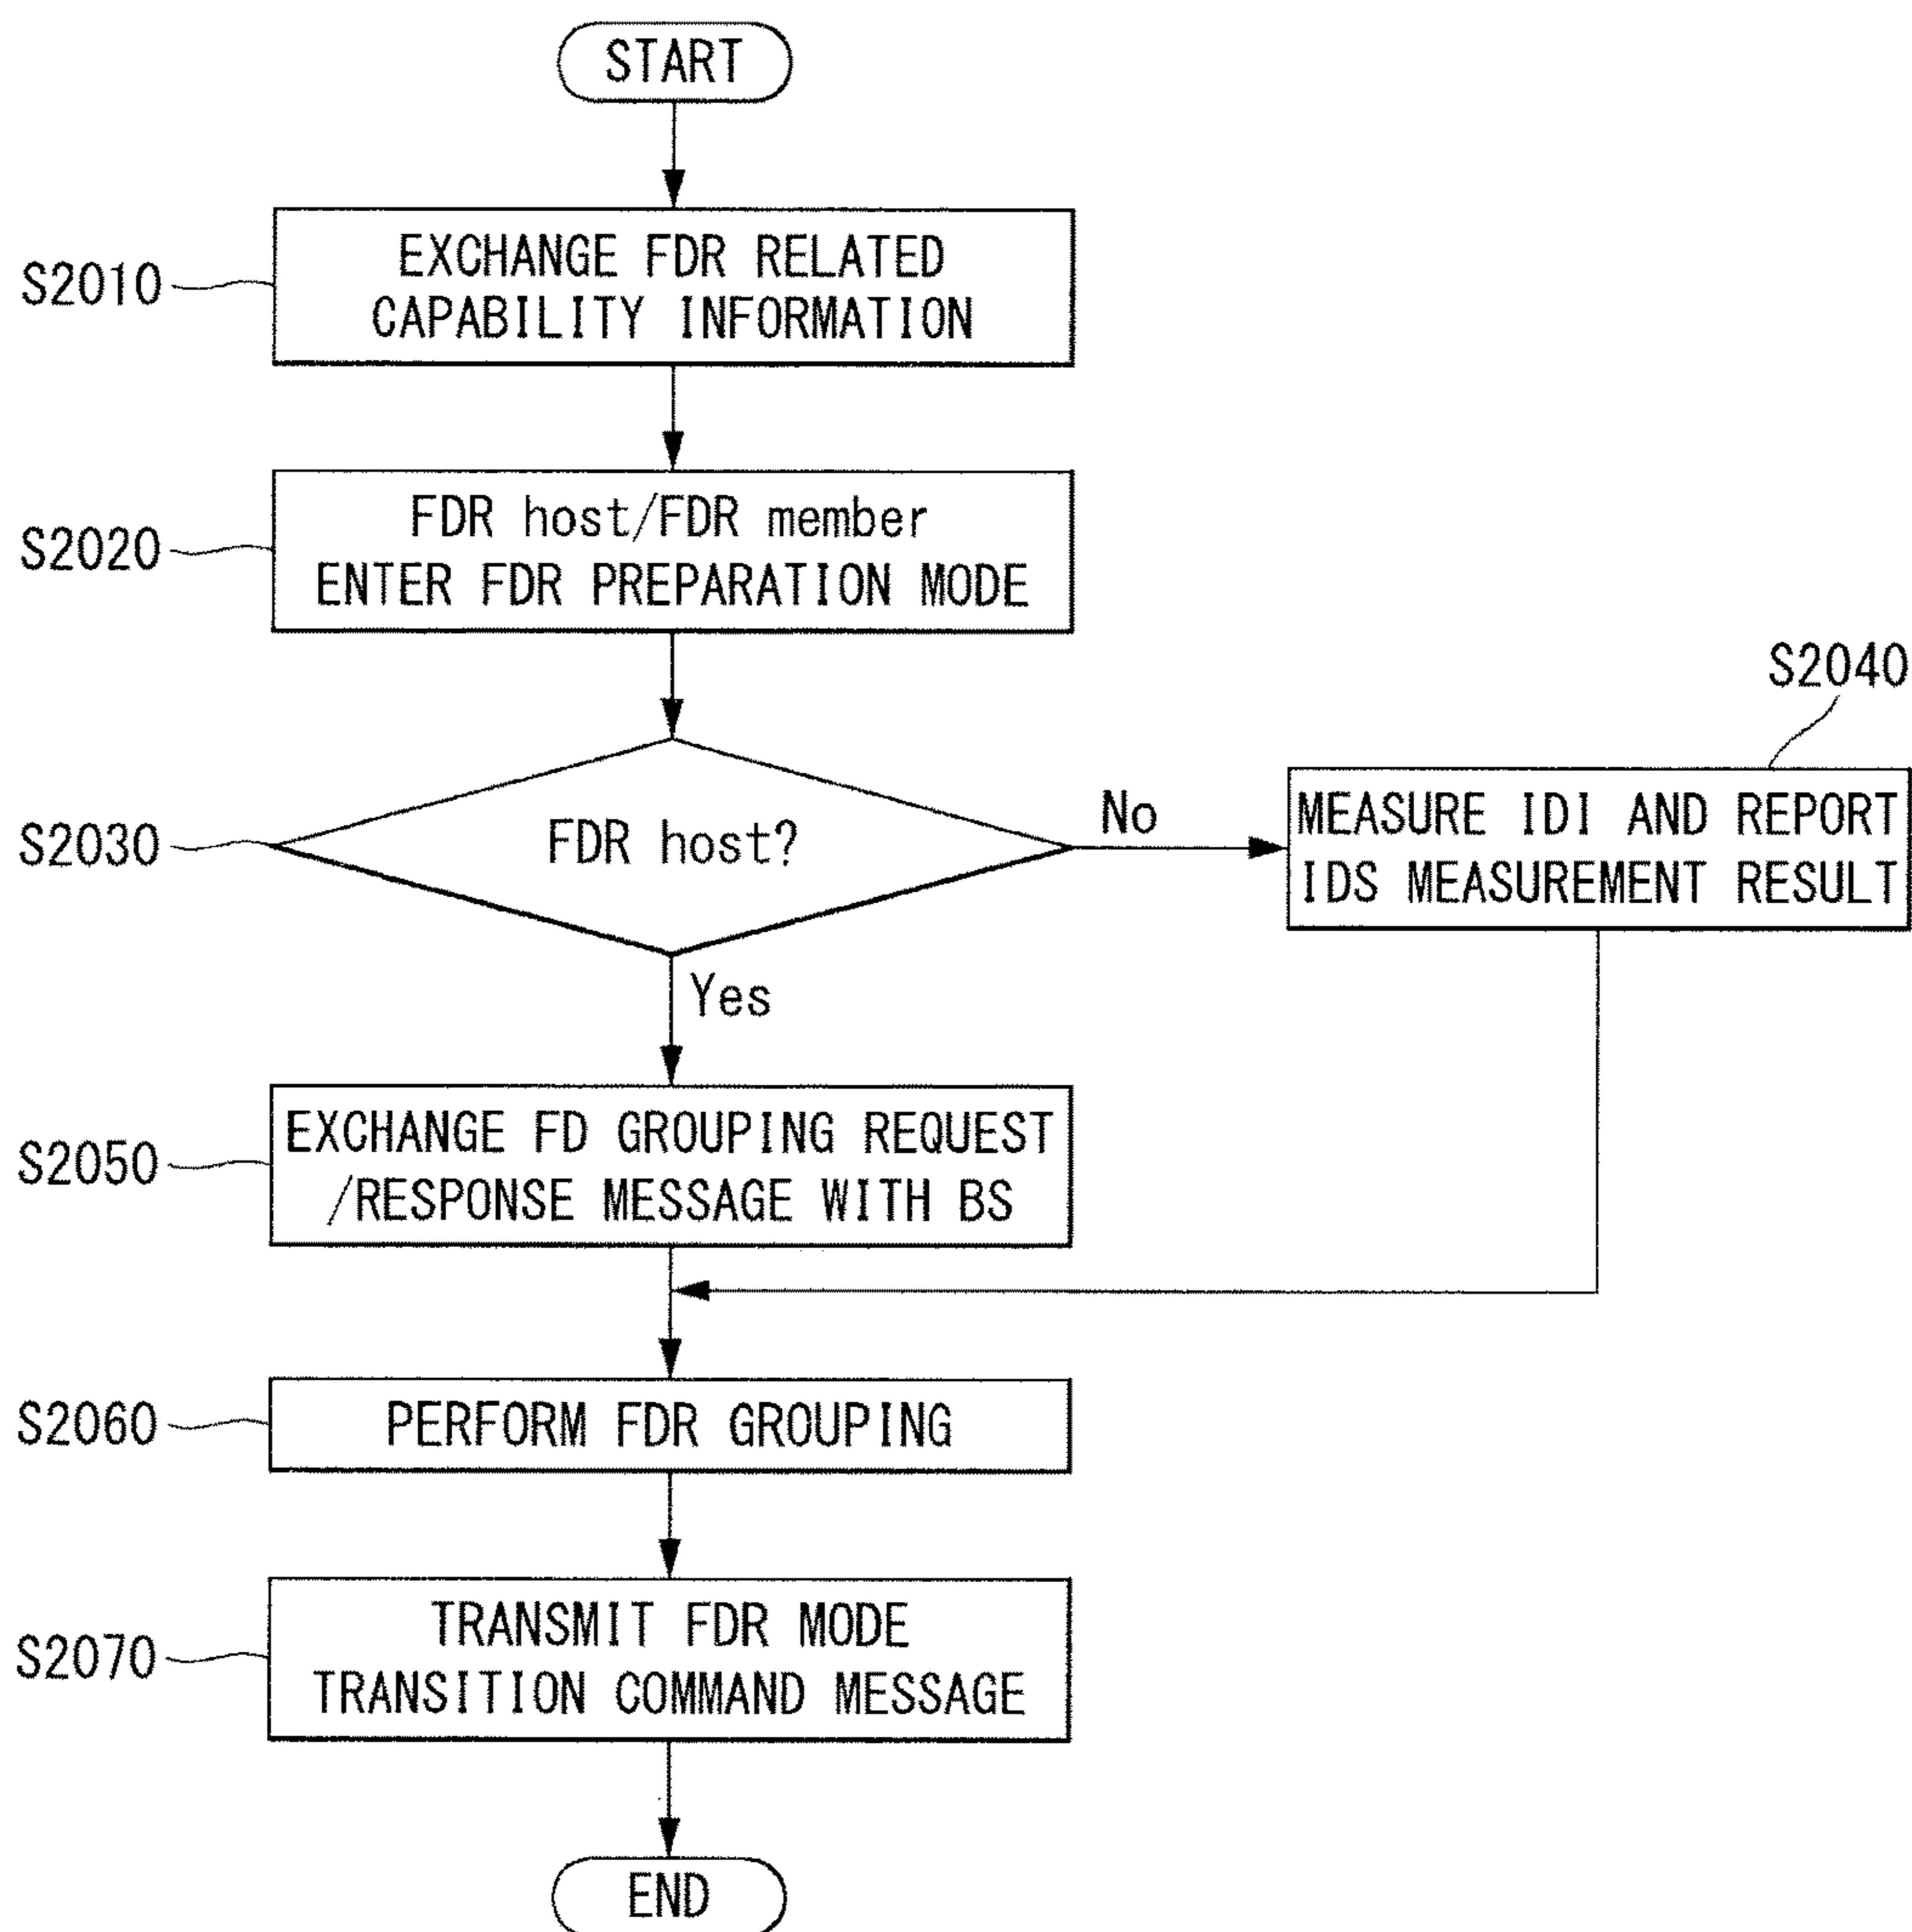 START
S2010
EXCHANGE FDR RELATED
CAPABILITY INFORMATION
S2020
FDR host/FDR member
ENTER FDR PREPARATION MODE
S2030
FDR host?
No
S2040
MEASURE IDI AND REPORT
IDS MEASUREMENT RESULT
Yes
S2050
EXCHANGE FD GROUPING REQUEST
/RESPONSE MESSAGE WITH BS
S2060
PERFORM FDR GROUPING
S2070
TRANSMIT FDR MODE
TRANSITION COMMAND MESSAGE
END